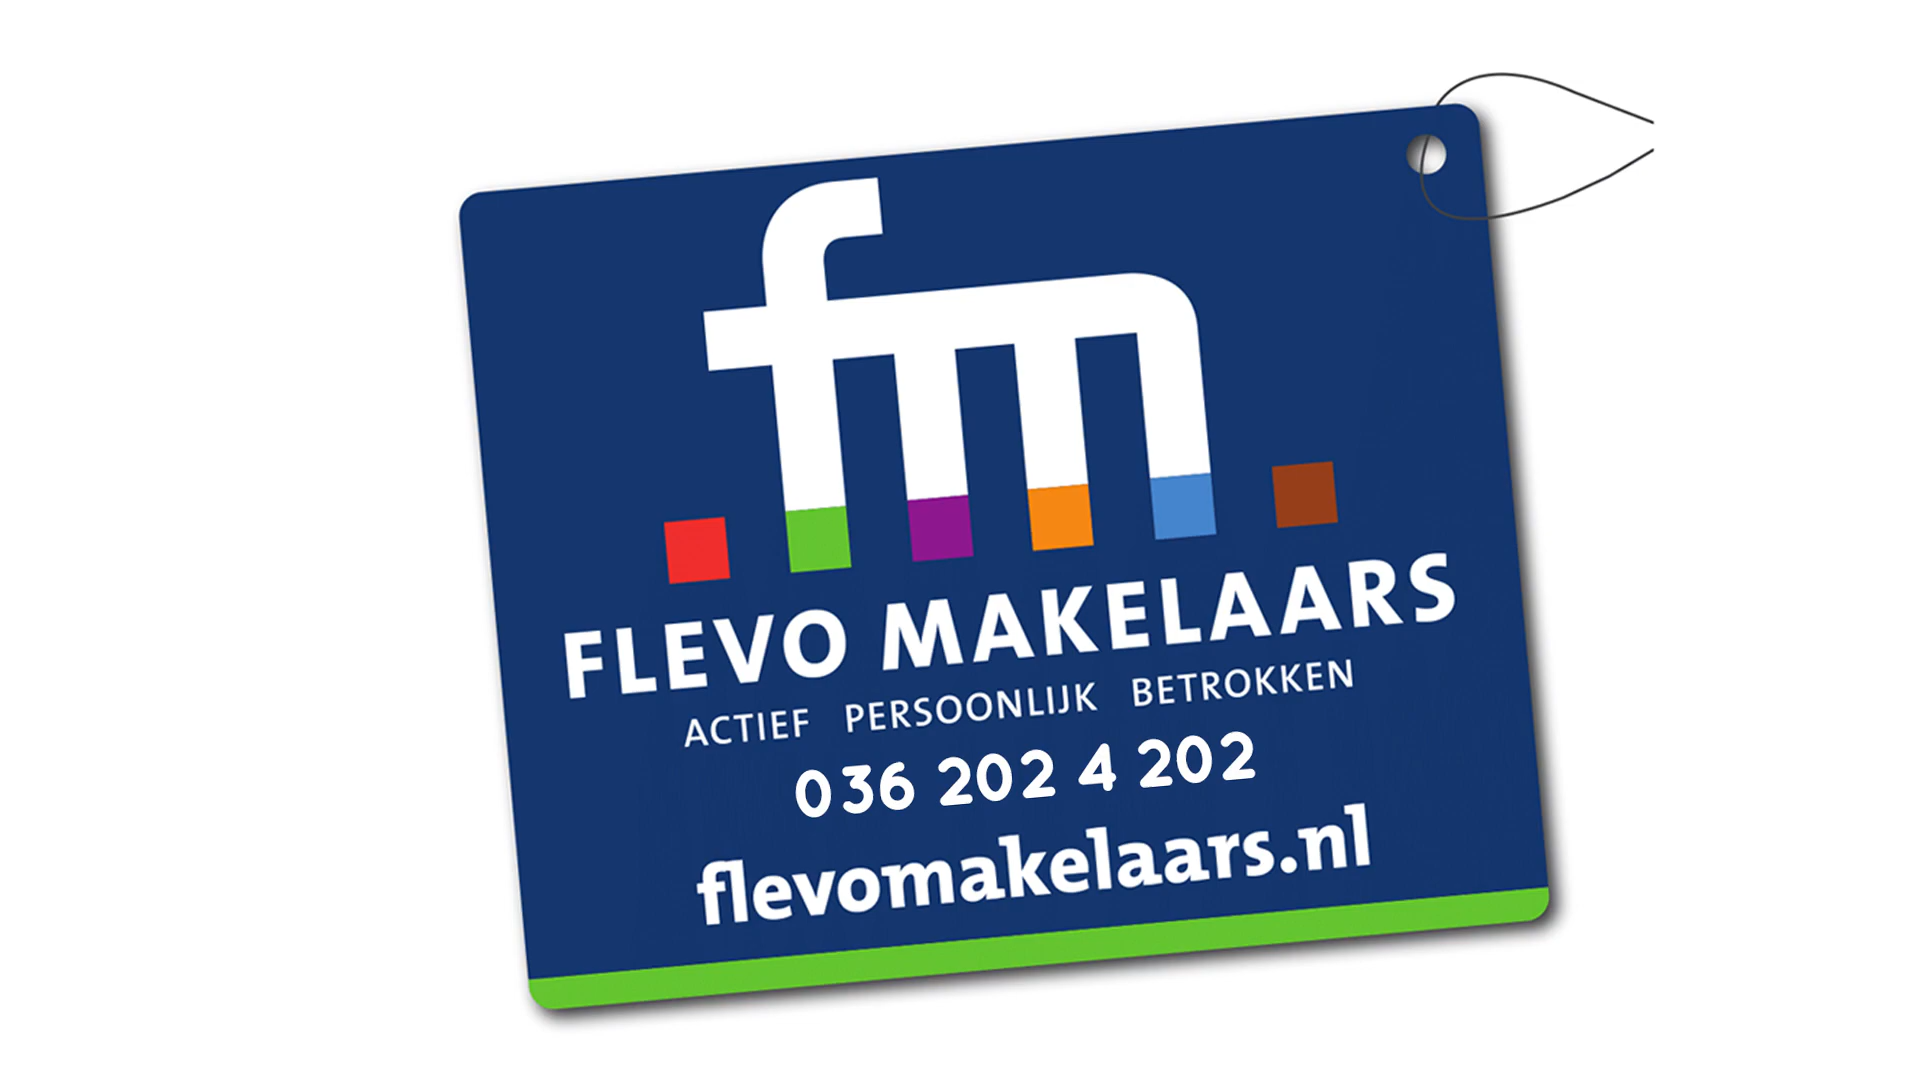 fm
FLEVO MAKELAARS
ACTIEF PERSOONLIJK BETROKKEN
036 202 4 202
flevomakelaars.nl